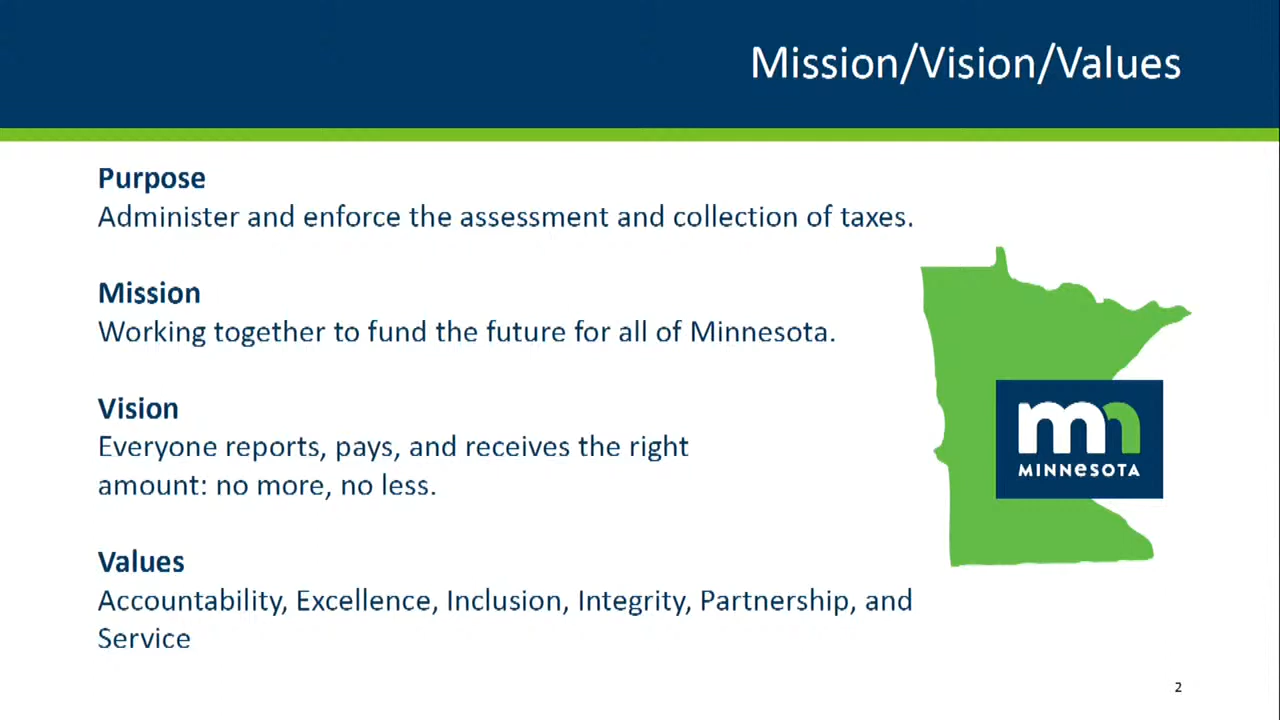 Mission/Vision/Values
Purpose
Administer and enforce the assessment and collection of taxes.
Mission
Working together to fund the future for all of Minnesota.
Vision
Everyone reports, pays, and receives the right
amount: no more, no less.
Values
Accountability, Excellence, Inclusion, Integrity, Partnership, and
Service
mn
MINNeSOTA
2